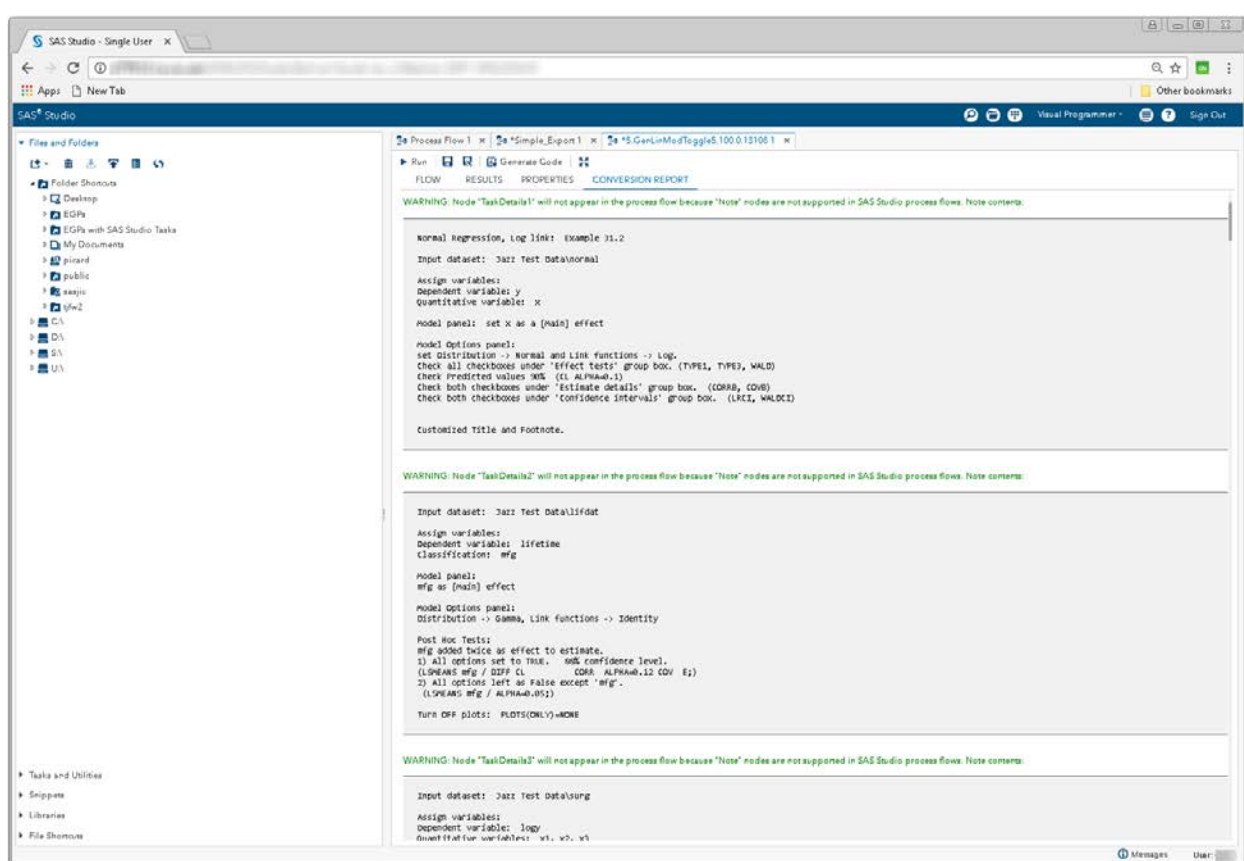 SAS Studio - Single User
Apps
New Tab
Other bookmarks
SAS® Studio
Visual Programmer
Sign Out
Files and Folders
Folder Shortcuts
Desktop
EGPs
EGPs with SAS Studio Tasks
My Documents
picard
public
sasjic
tjfw2
C:\
D:\
S:\
U:\
Tasks and Utilities
Snippets
Libraries
File Shortcuts
Process Flow 1
*Simple_Export 1
*5.GenLinModToggle5.100.0.15106 1
Run
Generate Code
FLOW RESULTS PROPERTIES CONVERSION REPORT
WARNING: Node "TaskDetails1" will not appear in the process flow because "Note" nodes are not supported in SAS Studio process flows. Note contents:
Normal Regression, Log link: Example 31.2
Input dataset: Jazz Test Data\normal
Assign variables:
Dependent variable: y
Quantitative variable: x
Model panel: set x as a [Main] effect
Model Options panel:
set Distribution -> Normal and Link functions -> Log.
Check all checkboxes under 'Effect tests' group box. (TYPE1, TYPE3, WALD)
Check Predicted values 90% (CL ALPHA=0.1)
Check both checkboxes under 'Estimate details' group box. (CORRB, COVB)
Check both checkboxes under 'Confidence intervals' group box. (LRCI, WALDCI)
Customized Title and Footnote.
WARNING: Node "TaskDetails2" will not appear in the process flow because "Note" nodes are not supported in SAS Studio process flows. Note contents:
Input dataset: Jazz Test Data\lifdat
Assign variables:
Dependent variable: lifetime
Classification: mfg
Model panel:
mfg as [main] effect
Model Options panel:
Distribution -> Gamma, Link functions -> Identity
Post Hoc Tests:
mfg added twice as effect to estimate.
1) All options set to TRUE. 88% confidence level.
(LSMEANS mfg / DIFF CL CORR ALPHA=0.12 COV E;)
2) All options left as False except 'mfg'.
(LSMEANS mfg / ALPHA=0.05;)
Turn OFF plots: PLOTS(ONLY)=NONE
WARNING: Node "TaskDetails3" will not appear in the process flow because "Note" nodes are not supported in SAS Studio process flows. Note contents:
Input dataset: Jazz Test Data\surg
Assign variables:
Dependent variable: logy
Quantitative variables: x1, x2, x3
Messages
User: